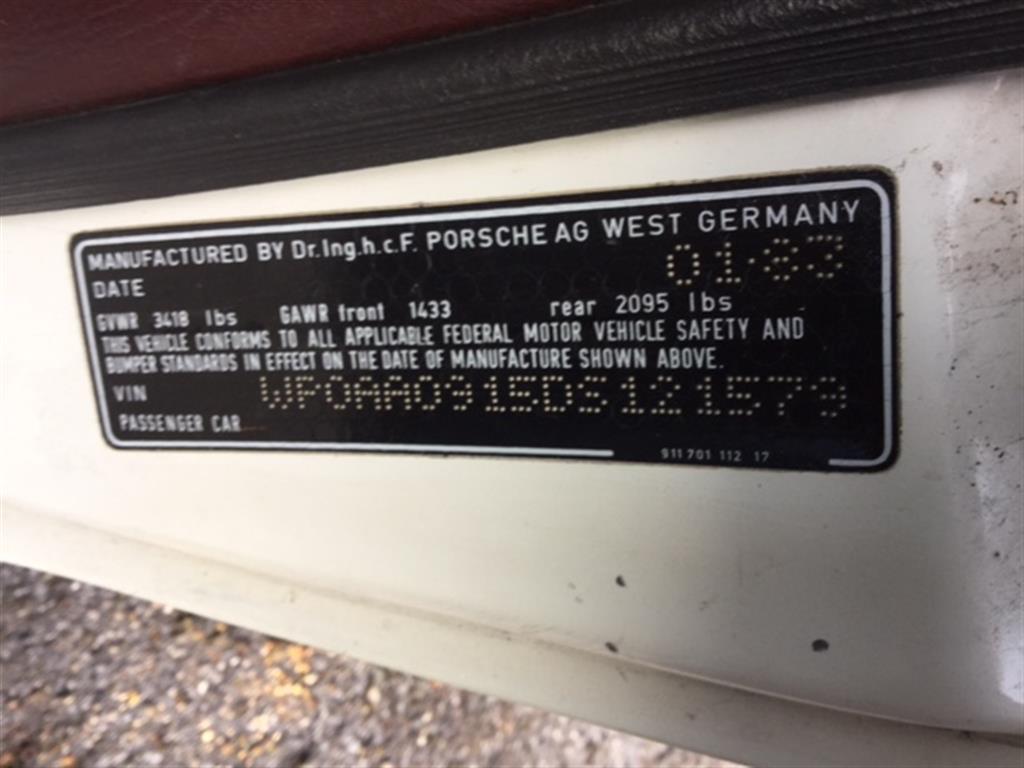 MANUFACTURED BY Dr.Ing.h.c.F. PORSCHE AG WEST GERMANY
DATE 01·83
GVWR 3418 lbs GAWR front 1433 rear 2095 lbs
THIS VEHICLE CONFORMS TO ALL APPLICABLE FEDERAL MOTOR VEHICLE SAFETY AND
BUMPER STANDARDS IN EFFECT ON THE DATE OF MANUFACTURE SHOWN ABOVE.
VIN WP0AA0915DS121579
PASSENGER CAR
911 701 112 17